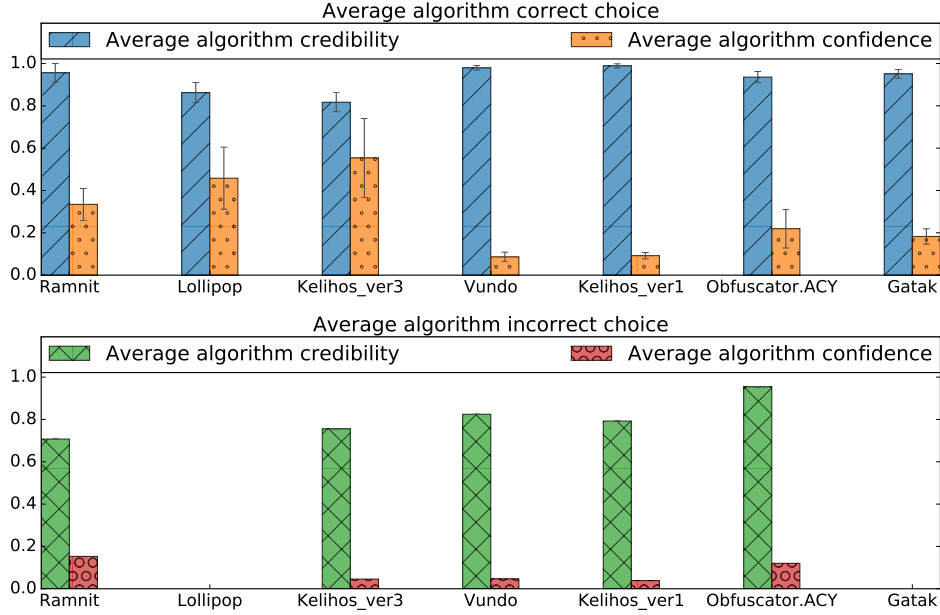 Average algorithm correct choice
Average algorithm credibility Average algorithm confidence
1.0
0.8
0.6
0.4
0.2
0.0
Ramnit Lollipop Kelihos_ver3 Vundo Kelihos_ver1 Obfuscator.ACY Gatak
Average algorithm incorrect choice
Average algorithm credibility Average algorithm confidence
1.0
0.8
0.6
0.4
0.2
0.0
Ramnit Lollipop Kelihos_ver3 Vundo Kelihos_ver1 Obfuscator.ACY Gatak